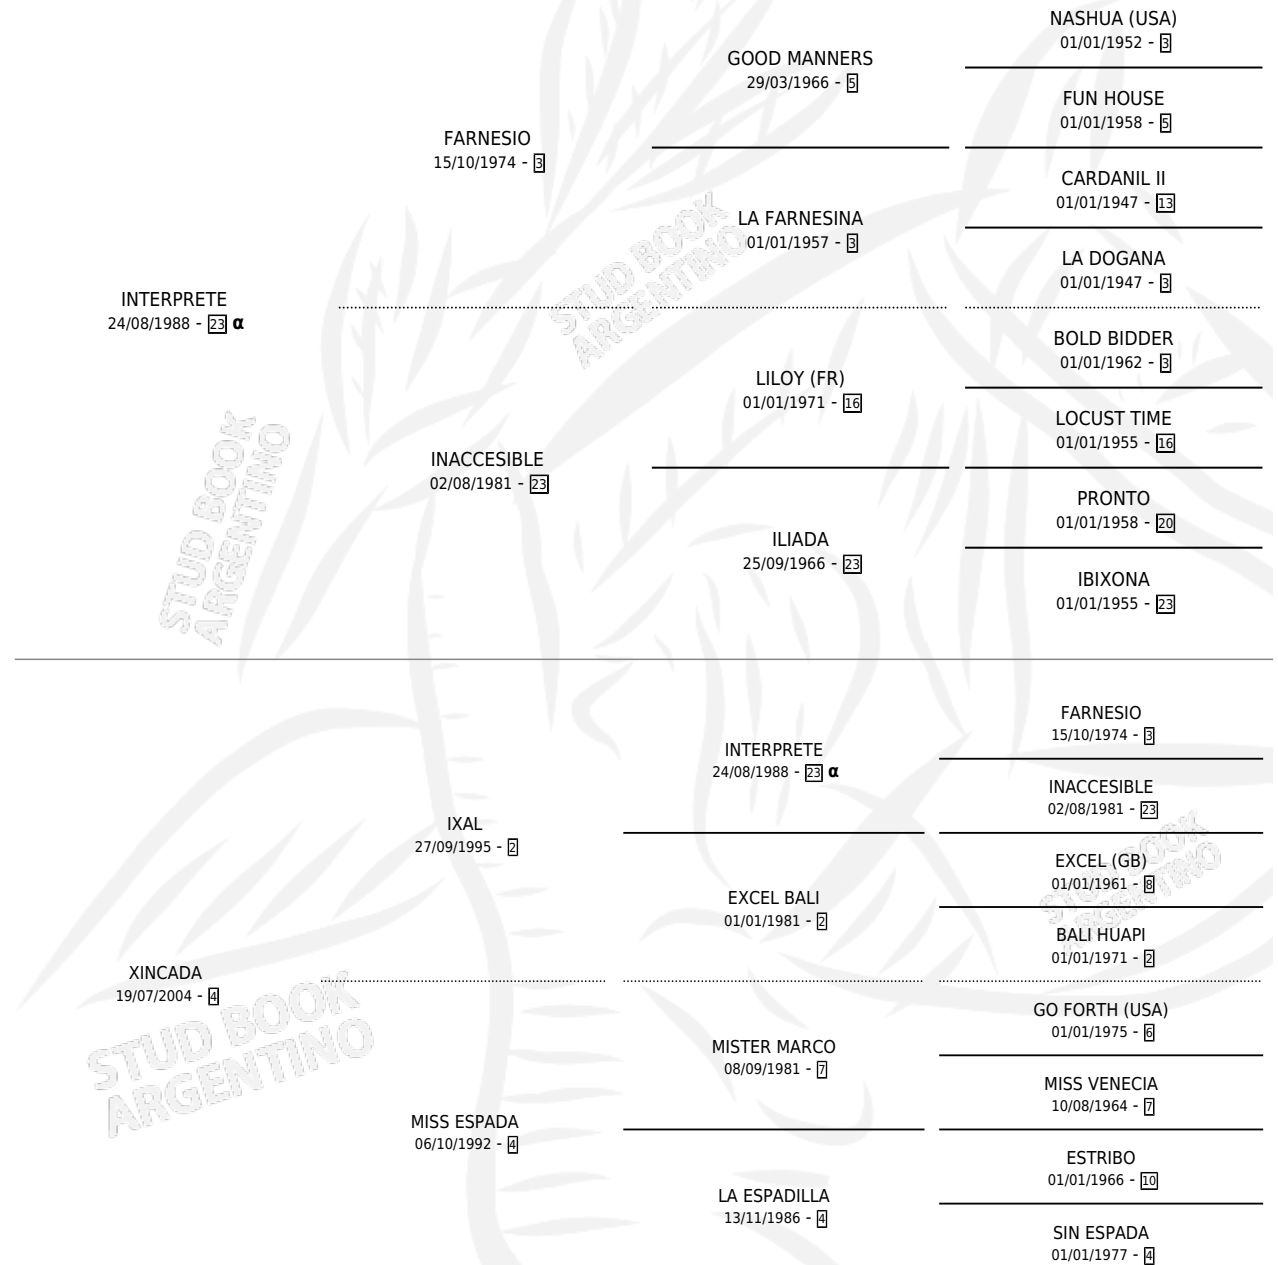 NASHUA (USA)
01/01/1952 - 3
GOOD MANNERS
29/03/1966 - 5
FUN HOUSE
01/01/1958 - 5
FARNESIO
15/10/1974 - 3
CARDANIL II
01/01/1947 - 13
LA FARNESINA
01/01/1957 - 3
LA DOGANA
01/01/1947 - 3
INTERPRETE
24/08/1988 - 23 α
BOLD BIDDER
01/01/1962 - 3
LILOY (FR)
01/01/1971 - 16
LOCUST TIME
01/01/1955 - 16
INACCESIBLE
02/08/1981 - 23
PRONTO
01/01/1958 - 20
ILIADA
25/09/1966 - 23
IBIXONA
01/01/1955 - 23
STUD BOOK
ARGENTINO
STUD BOOK
ARGENTINO
FARNESIO
15/10/1974 - 3
INTERPRETE
24/08/1988 - 23 α
INACCESIBLE
02/08/1981 - 23
IXAL
27/09/1995 - 2
EXCEL (GB)
01/01/1961 - 8
EXCEL BALI
01/01/1981 - 2
BALI HUAPI
01/01/1971 - 2
XINCADA
19/07/2004 - 4
GO FORTH (USA)
01/01/1975 - 6
MISTER MARCO
08/09/1981 - 7
MISS VENECIA
10/08/1964 - 7
MISS ESPADA
06/10/1992 - 4
ESTRIBO
01/01/1966 - 10
LA ESPADILLA
13/11/1986 - 4
SIN ESPADA
01/01/1977 - 4
STUD BOOK
ARGENTINO
STUD BOOK
ARGENTINO